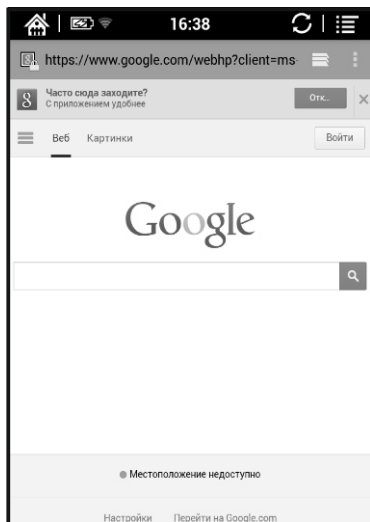 16:38
https://www.google.com/webhp?client=ms-
8
Часто сюда заходите?
С приложением удобнее
Отк...
Веб Картинки
Войти
Google
Местоположение недоступно
Настройки Перейти на Google.com